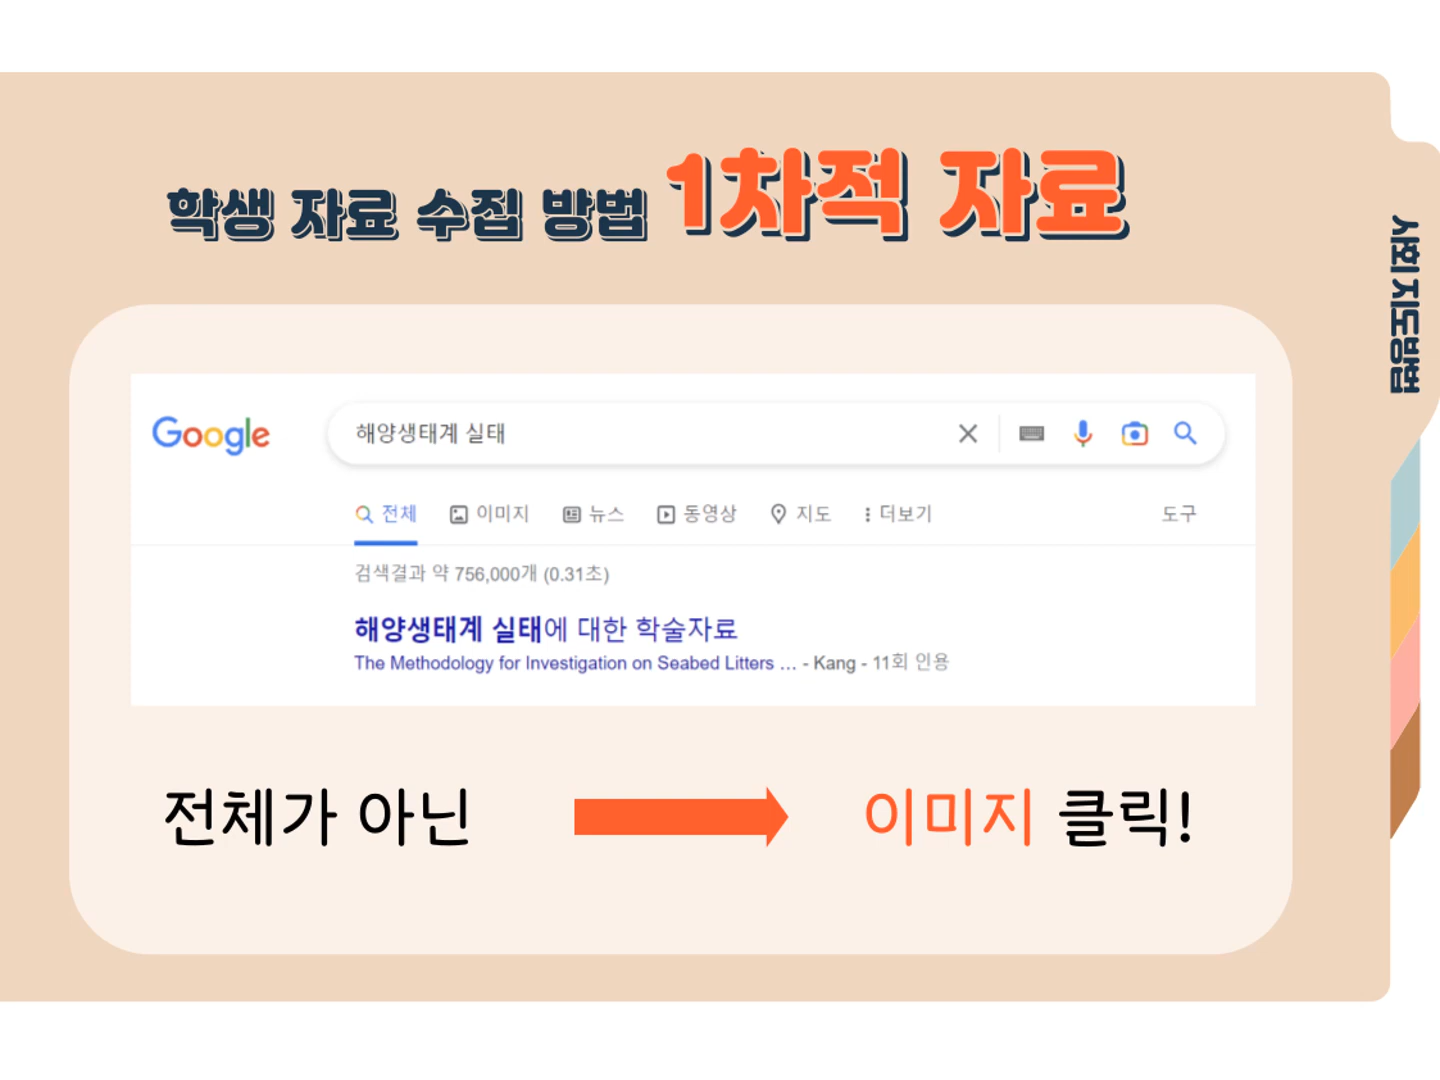 학생 자료 수집 방법 1차적 자료
사회 지도방법
Google
해양생태계 실태
전체 이미지 뉴스 동영상 지도 더보기 도구
검색결과 약 756,000개 (0.31초)
해양생태계 실태에 대한 학술자료
The Methodology for Investigation on Seabed Litters ... - Kang - 11회 인용
전체가 아닌 이미지 클릭!